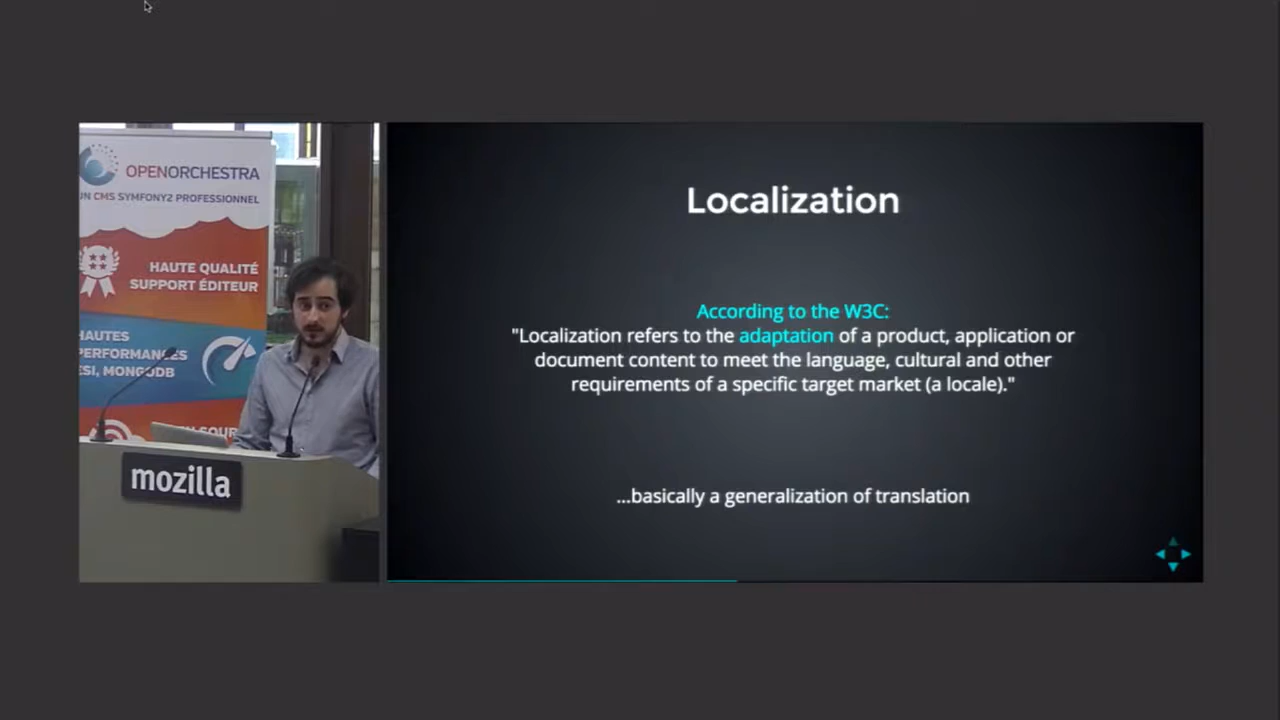 OPENORCHESTRA
UN CMS SYMFONY2 PROFESSIONNEL
HAUTE QUALITÉ
SUPPORT ÉDITEUR
HAUTES
PERFORMANCES
ESI, MONGODB
SOUR
mozilla
Localization
According to the W3C:
"Localization refers to the adaptation of a product, application or
document content to meet the language, cultural and other
requirements of a specific target market (a locale)."
...basically a generalization of translation